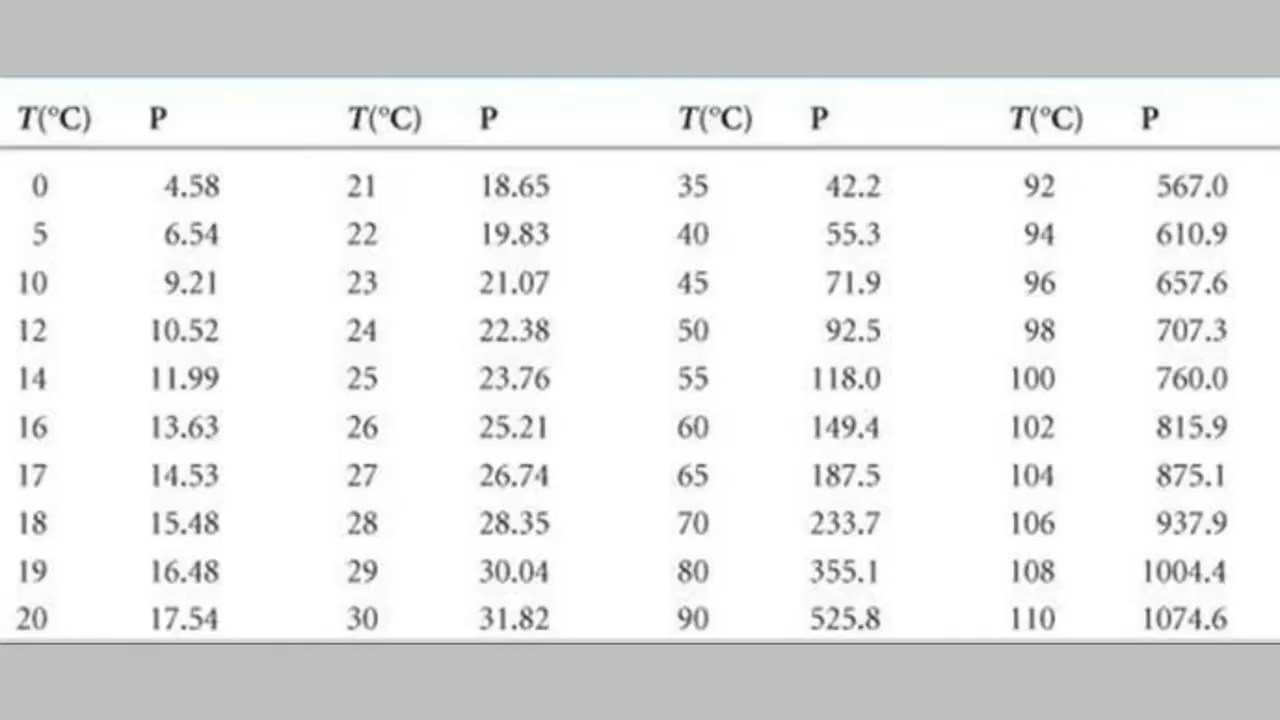 T(°C) P T(°C) P T(°C) P T(°C) P
0 4.58 21 18.65 35 42.2 92 567.0
5 6.54 22 19.83 40 55.3 94 610.9
10 9.21 23 21.07 45 71.9 96 657.6
12 10.52 24 22.38 50 92.5 98 707.3
14 11.99 25 23.76 55 118.0 100 760.0
16 13.63 26 25.21 60 149.4 102 815.9
17 14.53 27 26.74 65 187.5 104 875.1
18 15.48 28 28.35 70 233.7 106 937.9
19 16.48 29 30.04 80 355.1 108 1004.4
20 17.54 30 31.82 90 525.8 110 1074.6